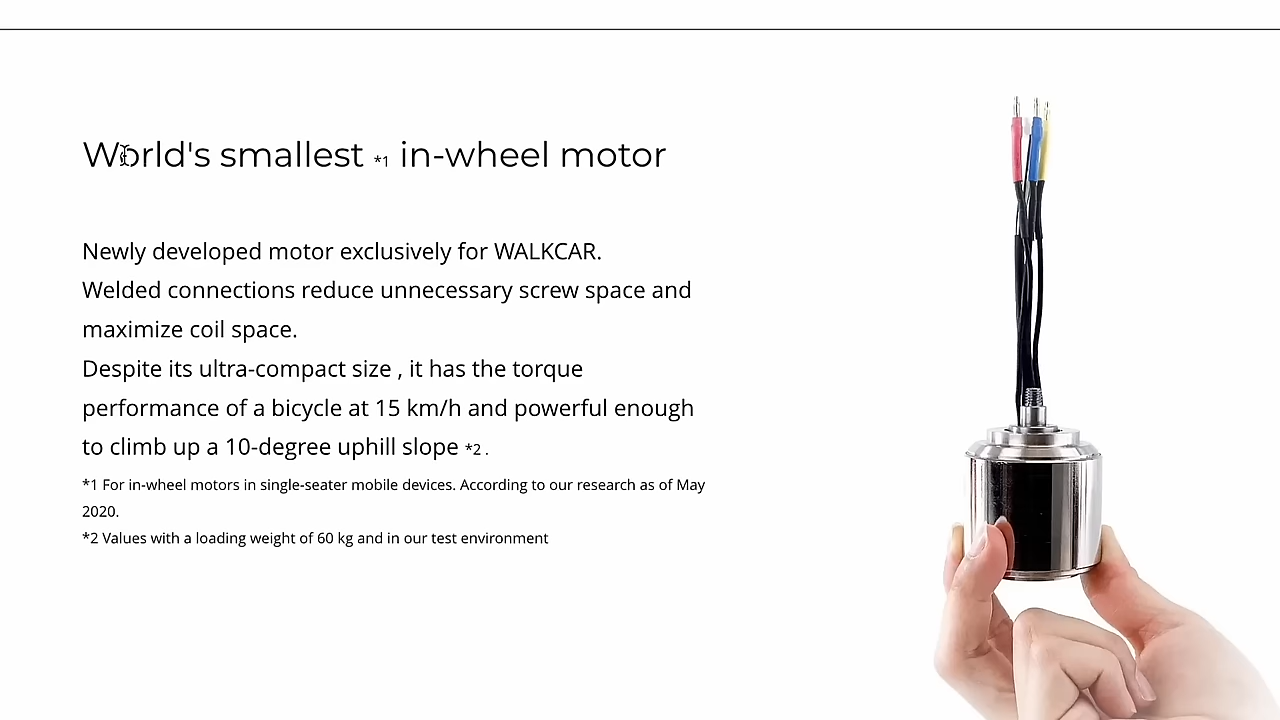 World's smallest *1 in-wheel motor
Newly developed motor exclusively for WALKCAR.
Welded connections reduce unnecessary screw space and
maximize coil space.
Despite its ultra-compact size , it has the torque
performance of a bicycle at 15 km/h and powerful enough
to climb up a 10-degree uphill slope *2 .
*1 For in-wheel motors in single-seater mobile devices. According to our research as of May
2020.
*2 Values with a loading weight of 60 kg and in our test environment